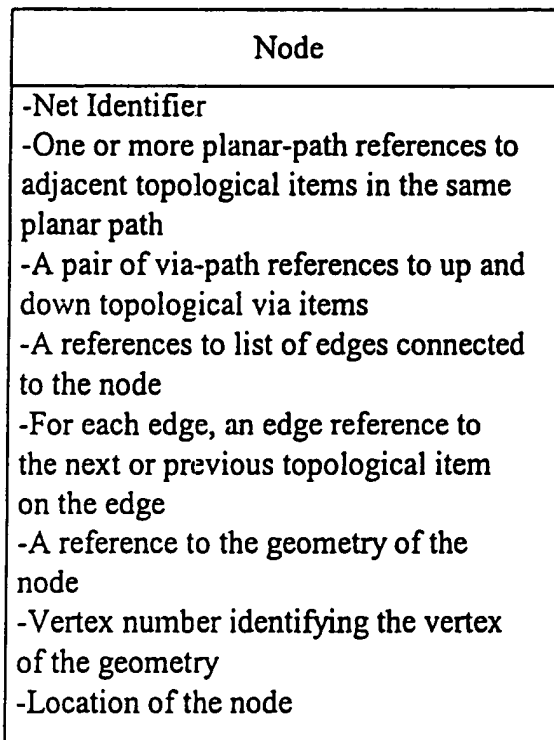 Node
-Net Identifier
-One or more planar-path references to
adjacent topological items in the same
planar path
-A pair of via-path references to up and
down topological via items
-A references to list of edges connected
to the node
-For each edge, an edge reference to
the next or previous topological item
on the edge
-A reference to the geometry of the
node
-Vertex number identifying the vertex
of the geometry
-Location of the node